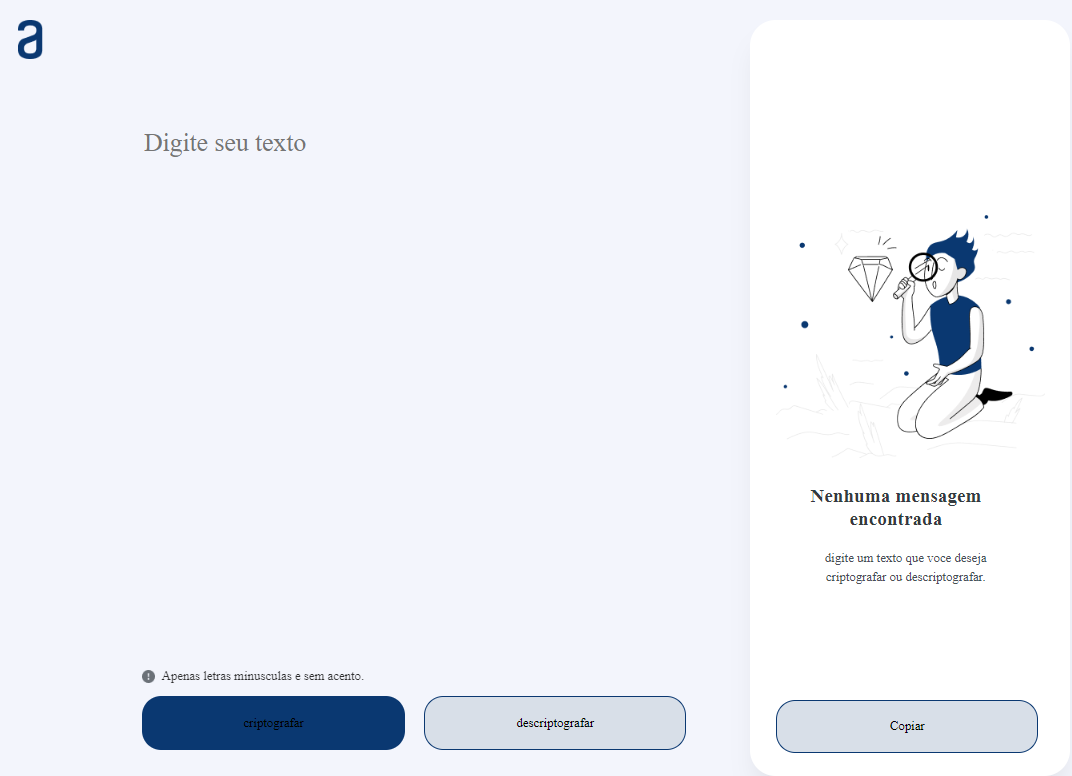 a
Digite seu texto
Nenhuma mensagem
encontrada
digite um texto que voce deseja
criptografar ou descriptografar.
Apenas letras minusculas e sem acento.
criptografar
descriptografar
Copiar